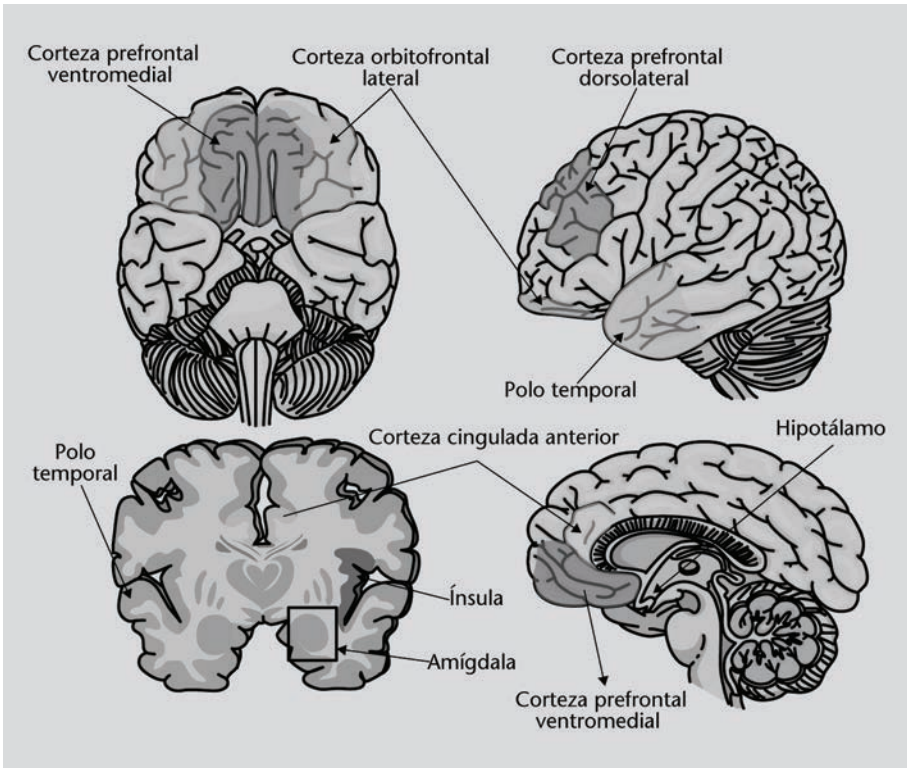 Corteza prefrontal
ventromedial
Corteza orbitofrontal
lateral
Corteza prefrontal
dorsolateral
Polo temporal
Polo
temporal
Corteza cingulada anterior
Hipotálamo
Ínsula
Amígdala
Corteza prefrontal
ventromedial